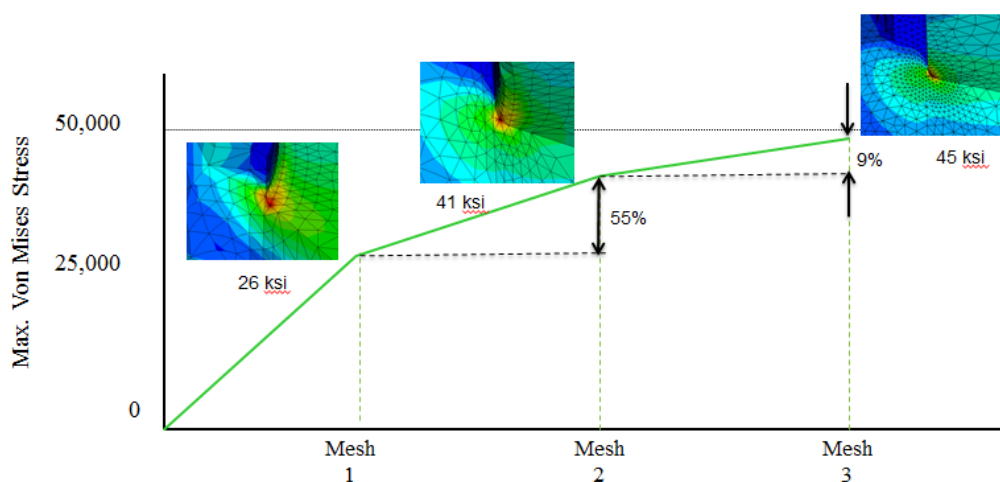 50,000
25,000
0
Max. Von Mises Stress
26 ksi
41 ksi
55%
9%
45 ksi
Mesh
1
Mesh
2
Mesh
3